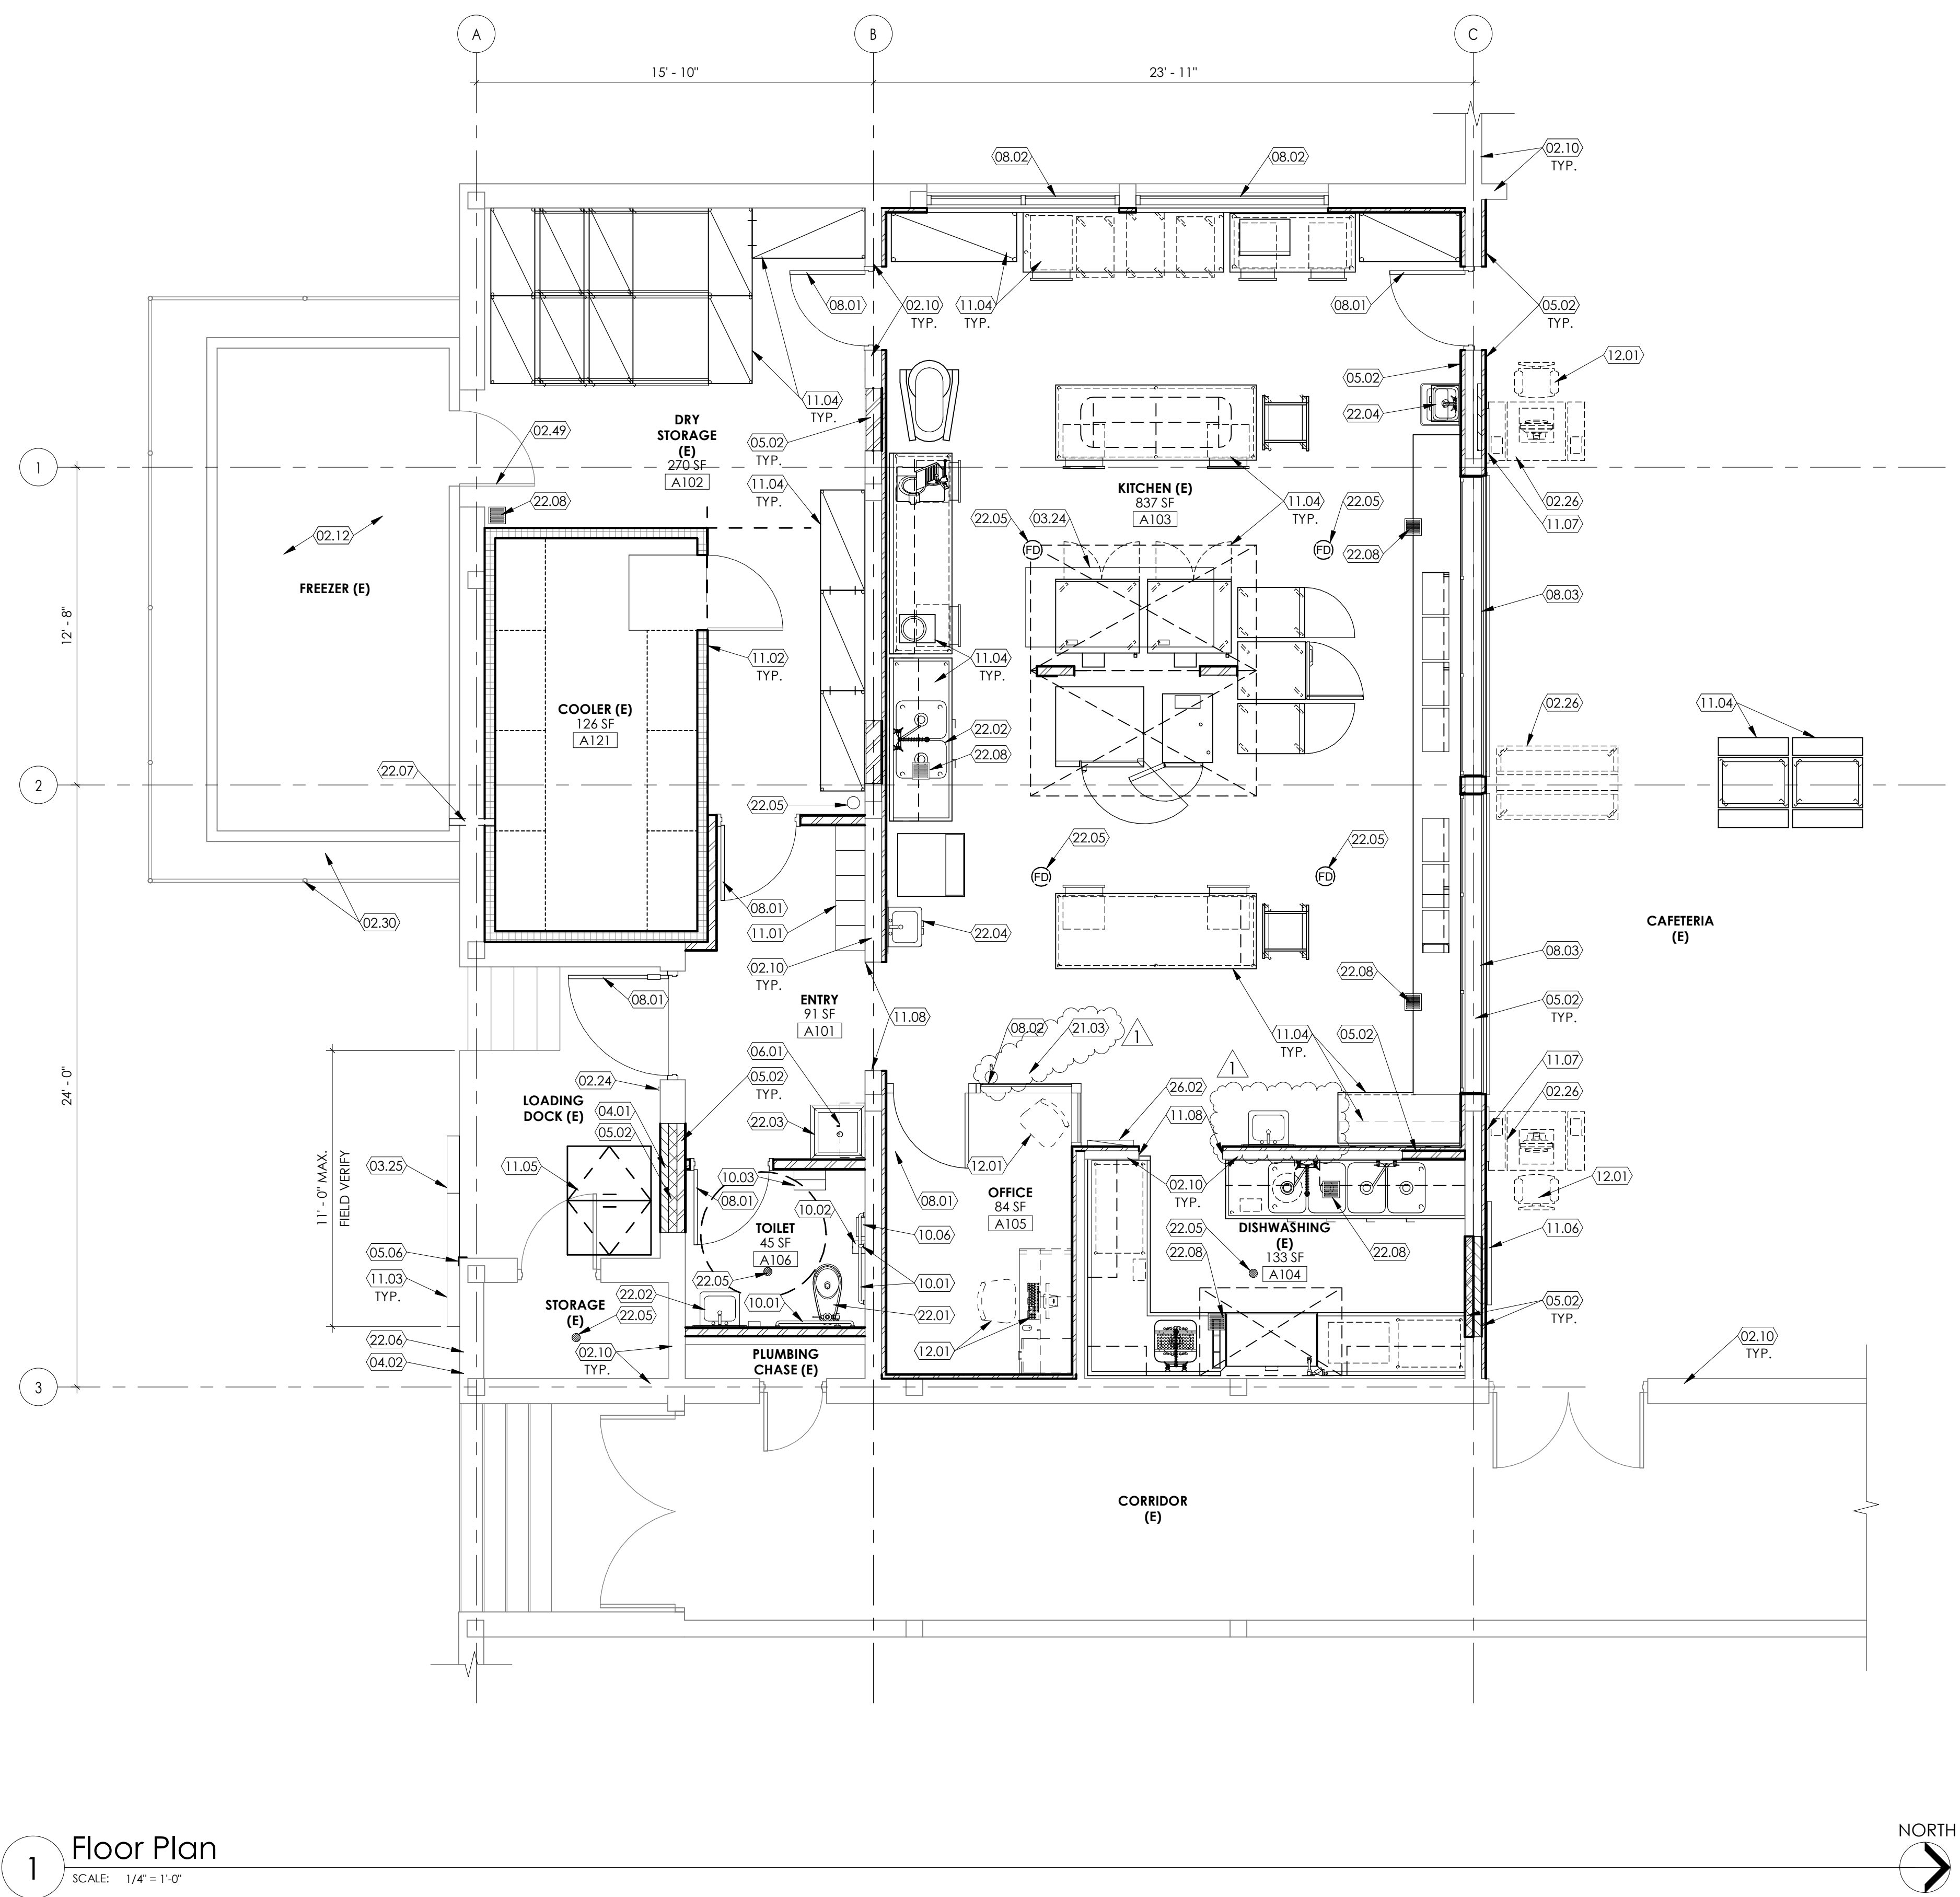 A
B
C
15' - 10"
23' - 11"
08.02
08.02
02.10
TYP.
08.01
02.10
TYP.
11.04
TYP.
08.01
05.02
TYP.
12.01
05.02
11.04
TYP.
22.04
02.49
DRY
STORAGE
(E)
270 SF
A102
05.02
TYP.
1
11.04
TYP.
KITCHEN (E)
837 SF
A103
11.04
TYP.
22.05
02.26
11.07
22.08
22.05
03.24
FD
FD
22.08
02.12
FREEZER (E)
08.03
12' - 8"
11.02
TYP.
11.04
TYP.
COOLER (E)
126 SF
A121
22.02
22.08
02.26
11.04
22.07
2
22.05
22.05
22.05
FD
FD
08.01
11.01
22.04
02.30
CAFETERIA
(E)
02.10
TYP.
08.03
22.08
08.01
ENTRY
91 SF
A101
11.08
05.02
TYP.
08.02
21.03
1
11.04
TYP.
05.02
06.01
05.02
TYP.
1
11.07
02.24
26.02
02.26
24' - 0"
LOADING
DOCK (E)
04.01
05.02
22.03
11.08
11' - 0" MAX.
FIELD VERIFY
03.25
11.05
10.03
08.01
12.01
08.01
OFFICE
84 SF
A105
02.10
TYP.
12.01
10.02
TOILET
45 SF
A106
10.06
22.05
DISHWASHING
(E)
133 SF
A104
11.06
05.06
11.03
TYP.
22.08
22.08
22.05
10.01
22.02
10.01
22.01
STORAGE
(E)
22.05
05.02
TYP.
22.06
02.10
TYP.
12.01
02.10
TYP.
04.02
PLUMBING
CHASE (E)
3
CORRIDOR
(E)
NORTH
1
Floor Plan
SCALE: 1/4" = 1'-0"